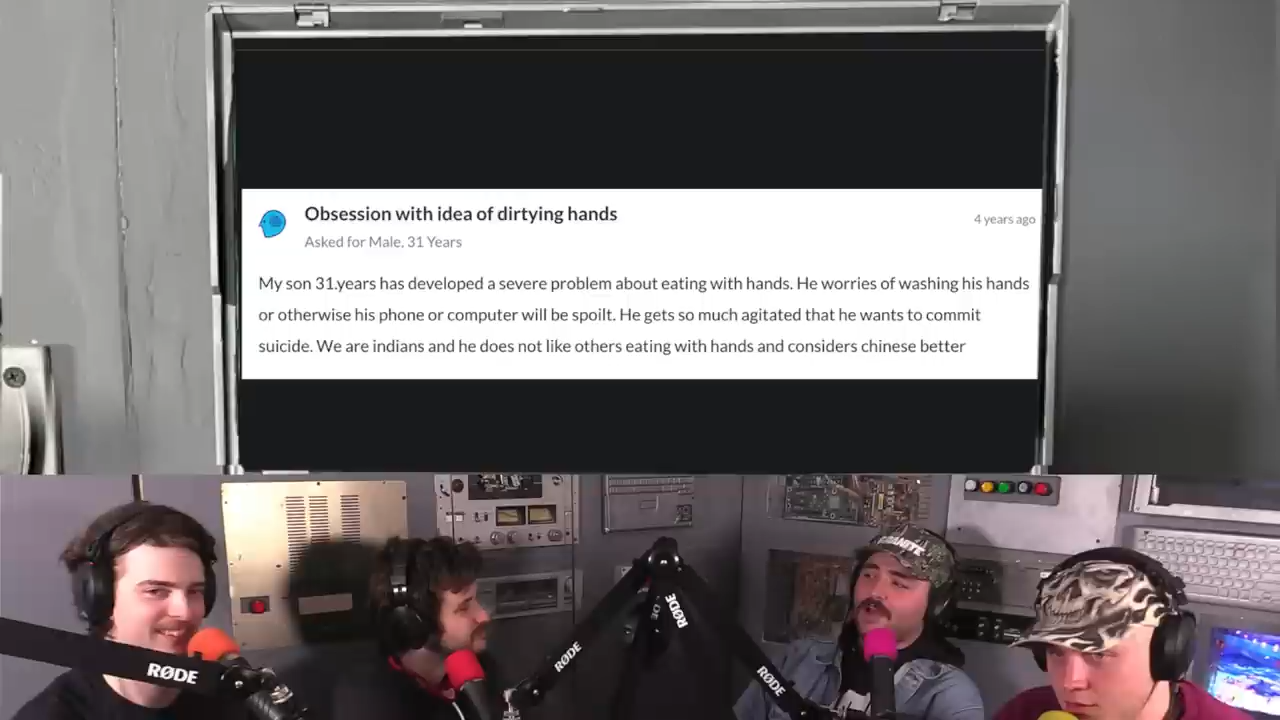 Obsession with idea of dirtying hands
4 years ago
Asked for Male, 31 Years
My son 31.years has developed a severe problem about eating with hands. He worries of washing his hands
or otherwise his phone or computer will be spoilt. He gets so much agitated that he wants to commit
suicide. We are indians and he does not like others eating with hands and considers chinese better
RØDE
RØDE
RØDE
RØDE